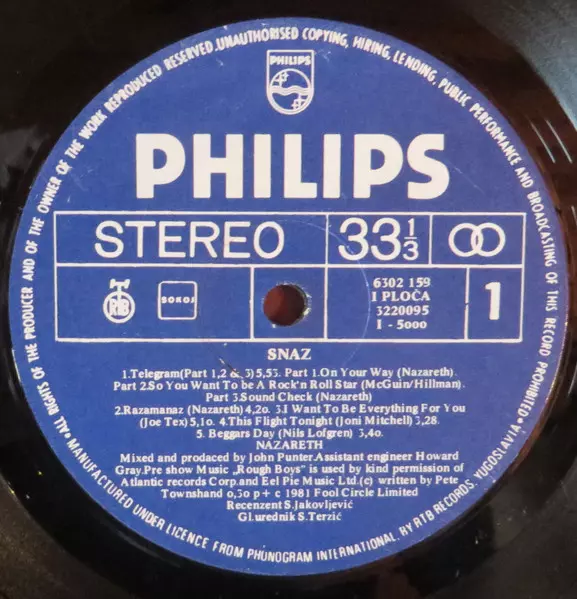 ALL RIGHTS OF THE PRODUCER AND OF THE OWNER OF THE WORK REPRODUCED RESERVED. UNAUTHORISED COPYING, HIRING, LENDING, PUBLIC PERFORMANCE AND BROADCASTING OF THIS RECORD PROHIBITED.
PHILIPS
PHILIPS
STEREO 33 1/3
RTB SOKOJ
6302 159
I PLOČA
3220095
I - 5000
1
SNAZ
1.Telegram(Part 1,2 & 3) 5,53. Part 1.On Your Way (Nazareth).
Part 2.So You Want to be A Rock'n Roll Star (McGuin/Hillman).
Part 3.Sound Check (Nazareth)
2.Razamanaz (Nazareth) 4,2o. 3.I Want To Be Everything For You
(Joe Tex) 5,1o. 4.This Flight Tonight (Joni Mitchell) 3,28.
5. Beggars Day (Nils Lofgren) 3,4o.
NAZARETH
Mixed and produced by John Punter.Assistant engineer Howard
Gray.Pre show Music „Rough Boys" is used by kind permission of
Atlantic records Corp.and Eel Pie Music Ltd.(c) written by Pete
Townshand o,3o p + c 1981 Fool Circle Limited
Recenzent S.Jakovljević
Gl.urednik S.Terzić
MANUFACTURED UNDER LICENCE FROM PHONOGRAM INTERNATIONAL BY RTB RECORDS, YUGOSLAVIA